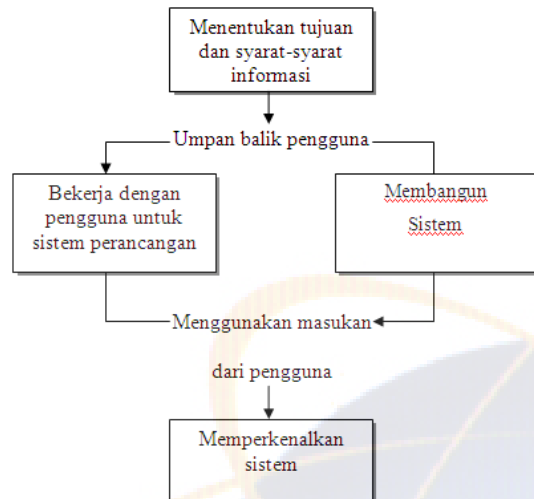 Menentukan tujuan
dan syarat-syarat
informasi
Umpan balik pengguna
Bekerja dengan
pengguna untuk
sistem perancangan
Membangun
Sistem
Menggunakan masukan
dari pengguna
Memperkenalkan
sistem